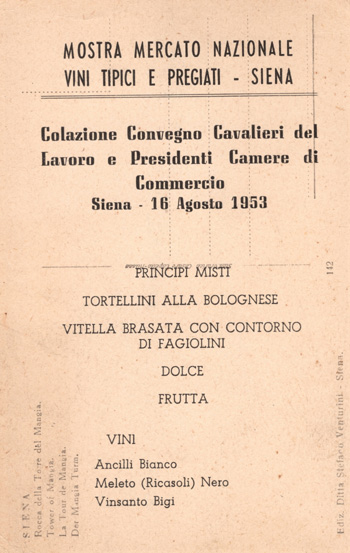 MOSTRA MERCATO NAZIONALE
VINI TIPICI E PREGIATI - SIENA
Colazione Convegno Cavalieri del
Lavoro e Presidenti Camere di
Commercio
Siena - 16 Agosto 1953
PRINCIPI MISTI
TORTELLINI ALLA BOLOGNESE
VITELLA BRASATA CON CONTORNO
DI FAGIOLINI
DOLCE
FRUTTA
VINI
Ancilli Bianco
Meleto (Ricasoli) Nero
Vinsanto Bigi
SIENA
Rocca della Torre del Mangia.
Tower of Mangia.
La Tour de Mangia.
Der Mangia Turm.
142
Ediz. Ditta Stefano Venturini - Siena.